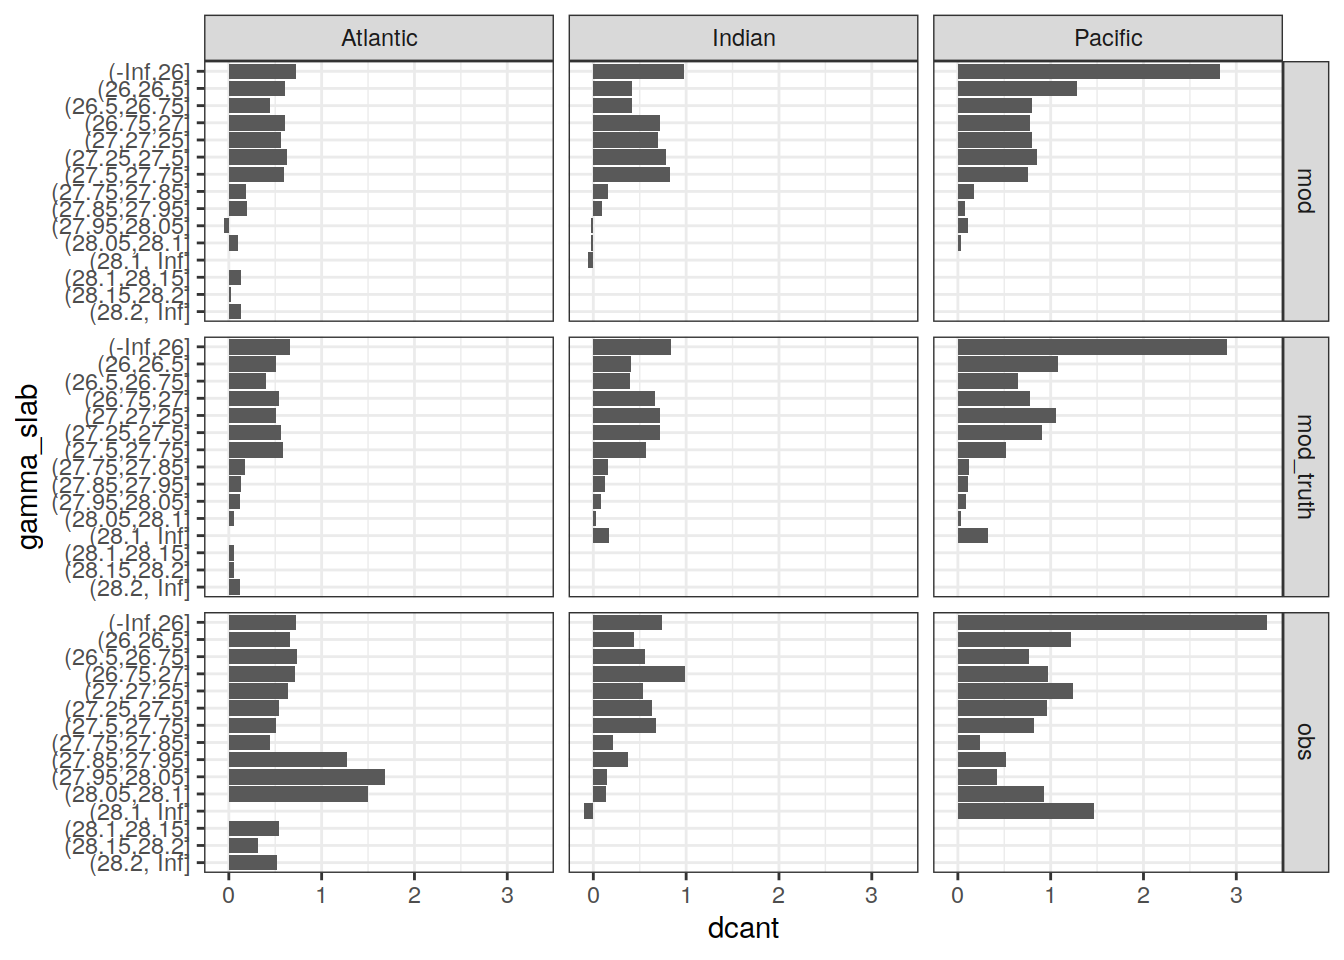 Atlantic Indian Pacific
(-Inf,26]
(26,26.5]
(26.5,26.75]
(26.75,27]
(27,27.25]
(27.25,27.5]
(27.5,27.75]
(27.75,27.85]
(27.85,27.95]
(27.95,28.05]
(28.05,28.1]
(28.1, Inf]
(28.1,28.15]
(28.15,28.2]
(28.2, Inf]
mod
(-Inf,26]
(26,26.5]
(26.5,26.75]
(26.75,27]
(27,27.25]
(27.25,27.5]
(27.5,27.75]
(27.75,27.85]
(27.85,27.95]
(27.95,28.05]
(28.05,28.1]
(28.1, Inf]
(28.1,28.15]
(28.15,28.2]
(28.2, Inf]
mod_truth
gamma_slab
(-Inf,26]
(26,26.5]
(26.5,26.75]
(26.75,27]
(27,27.25]
(27.25,27.5]
(27.5,27.75]
(27.75,27.85]
(27.85,27.95]
(27.95,28.05]
(28.05,28.1]
(28.1, Inf]
(28.1,28.15]
(28.15,28.2]
(28.2, Inf]
obs
0 1 2 3 0 1 2 3 0 1 2 3
dcant